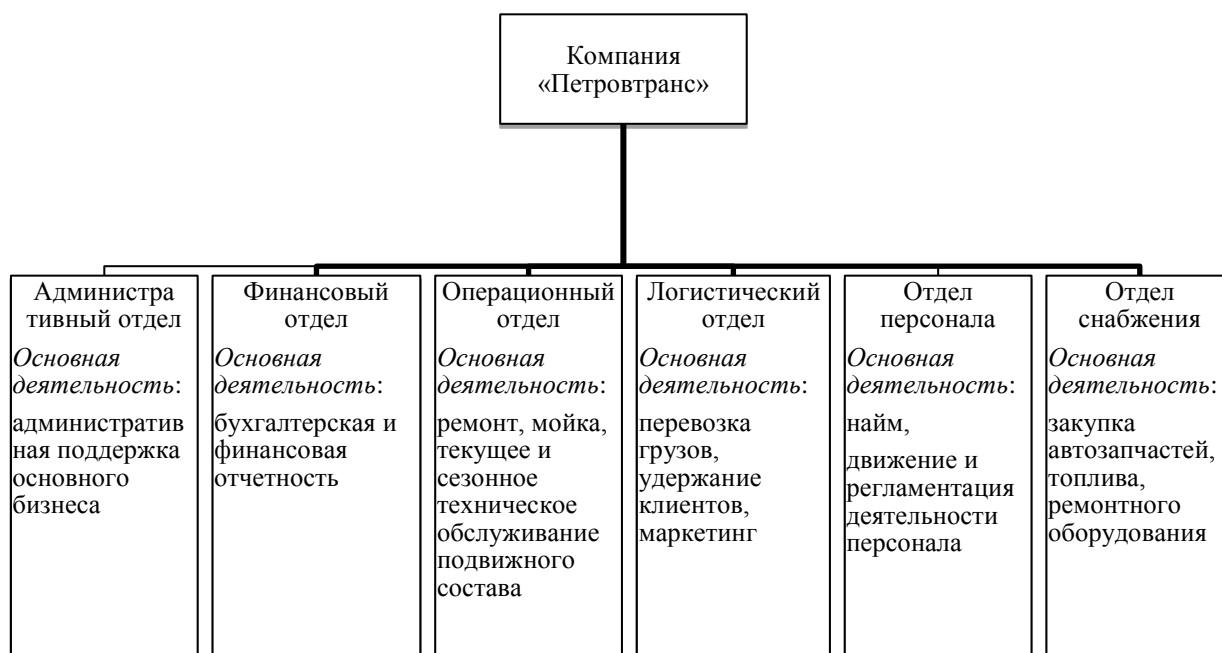 Компания
«Петровтранс»
Администра
тивный отдел
Основная
деятельность:
административ
ная поддержка
основного
бизнеса
Финансовый
отдел
Основная
деятельность:
бухгалтерская и
финансовая
отчетность
Операционный
отдел
Основная
деятельность:
ремонт, мойка,
текущее и
сезонное
техническое
обслуживание
подвижного
состава
Логистический
отдел
Основная
деятельность:
перевозка
грузов,
удержание
клиентов,
маркетинг
Отдел
персонала
Основная
деятельность:
найм,
движение и
регламентация
деятельности
персонала
Отдел
снабжения
Основная
деятельность:
закупка
автозапчастей,
топлива,
ремонтного
оборудования